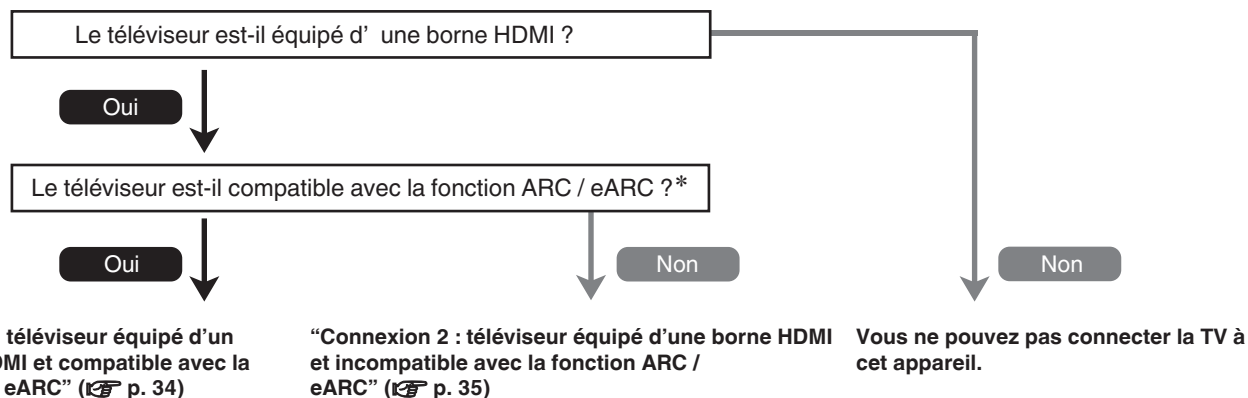 Le téléviseur est-il équipé d' une borne HDMI ?
Oui
Le téléviseur est-il compatible avec la fonction ARC / eARC ?*
Oui
Non
Non
téléviseur équipé d’un
et compatible avec la
eARC” (p. 34)
“Connexion 2 : téléviseur équipé d’une borne HDMI
et incompatible avec la fonction ARC /
eARC” (p. 35)
Vous ne pouvez pas connecter la TV à
cet appareil.